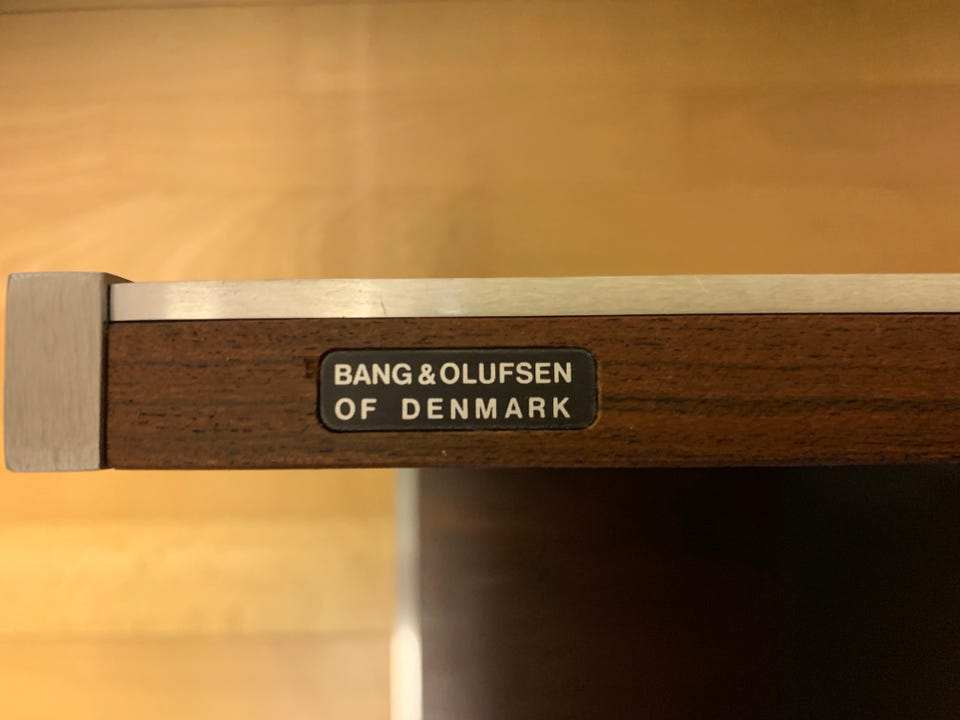 BANG & OLUFSEN
OF DENMARK